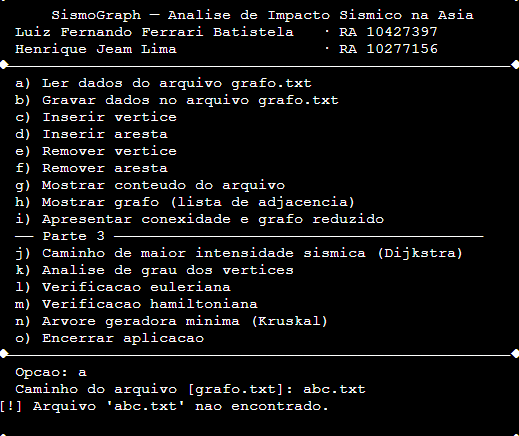 SismoGraph — Analise de Impacto Sismico na Asia
Luiz Fernando Ferrari Batistela · RA 10427397
Henrique Jeam Lima · RA 10277156
a) Ler dados do arquivo grafo.txt
b) Gravar dados no arquivo grafo.txt
c) Inserir vertice
d) Inserir aresta
e) Remover vertice
f) Remover aresta
g) Mostrar conteudo do arquivo
h) Mostrar grafo (lista de adjacencia)
i) Apresentar conexidade e grafo reduzido
—— Parte 3 ——
j) Caminho de maior intensidade sismica (Dijkstra)
k) Analise de grau dos vertices
l) Verificacao euleriana
m) Verificacao hamiltoniana
n) Arvore geradora minima (Kruskal)
o) Encerrar aplicacao
Opcao: a
Caminho do arquivo [grafo.txt]: abc.txt
[!] Arquivo 'abc.txt' nao encontrado.